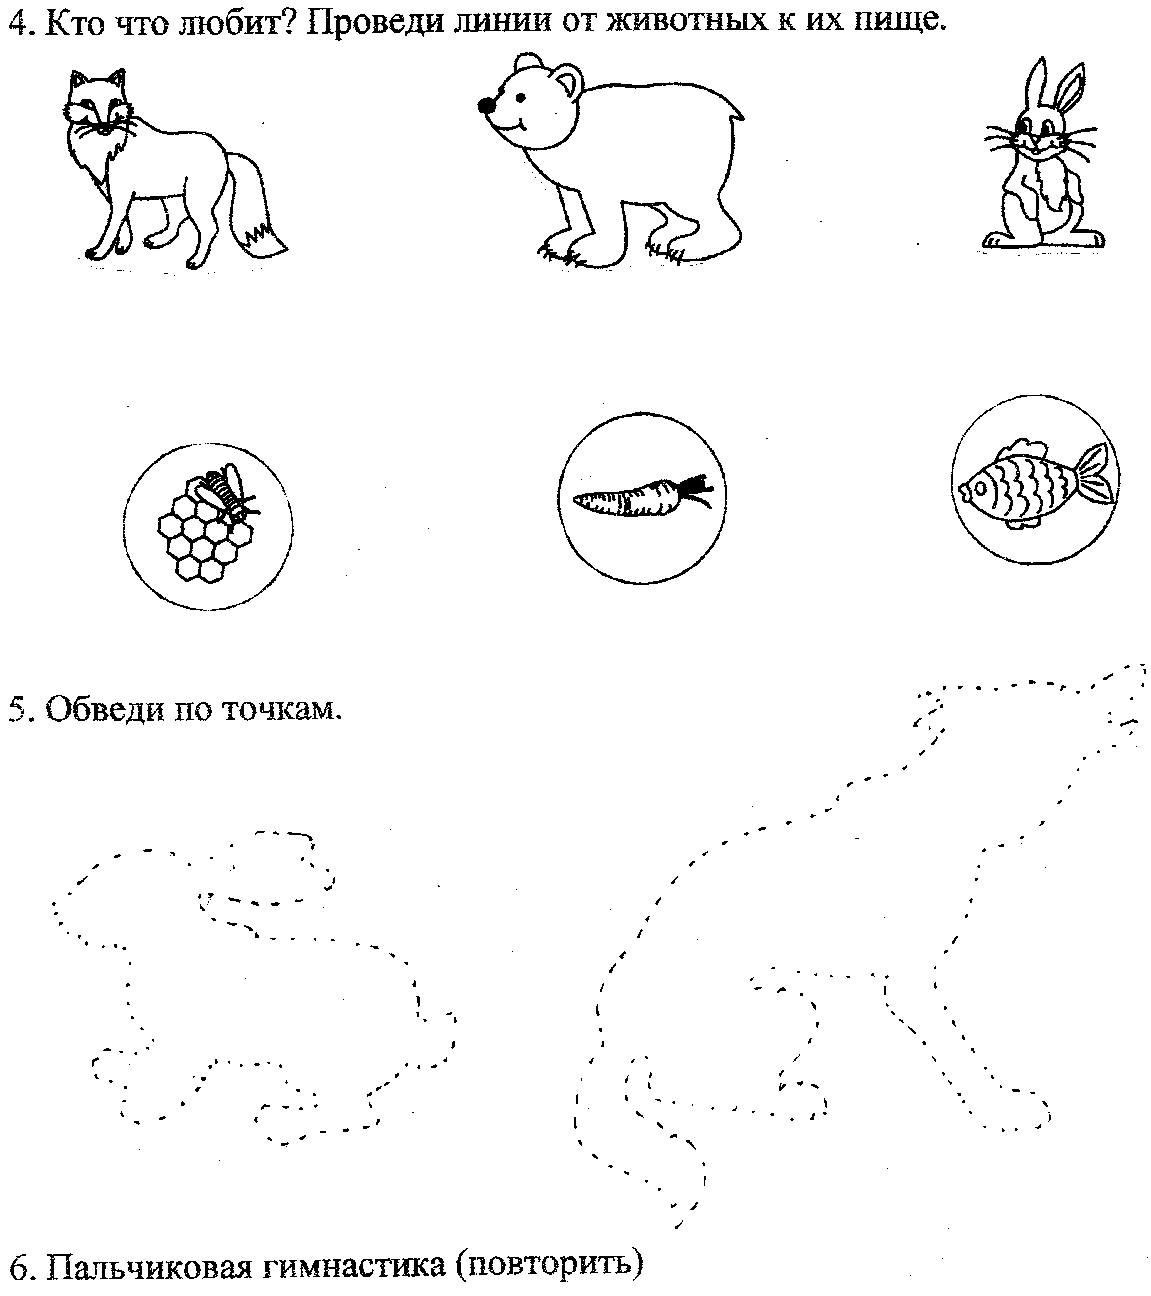 4. Кто что любит? Проведи линии от животных к их пище.
5. Обведи по точкам.
6. Пальчиковая гимнастика (повторить)